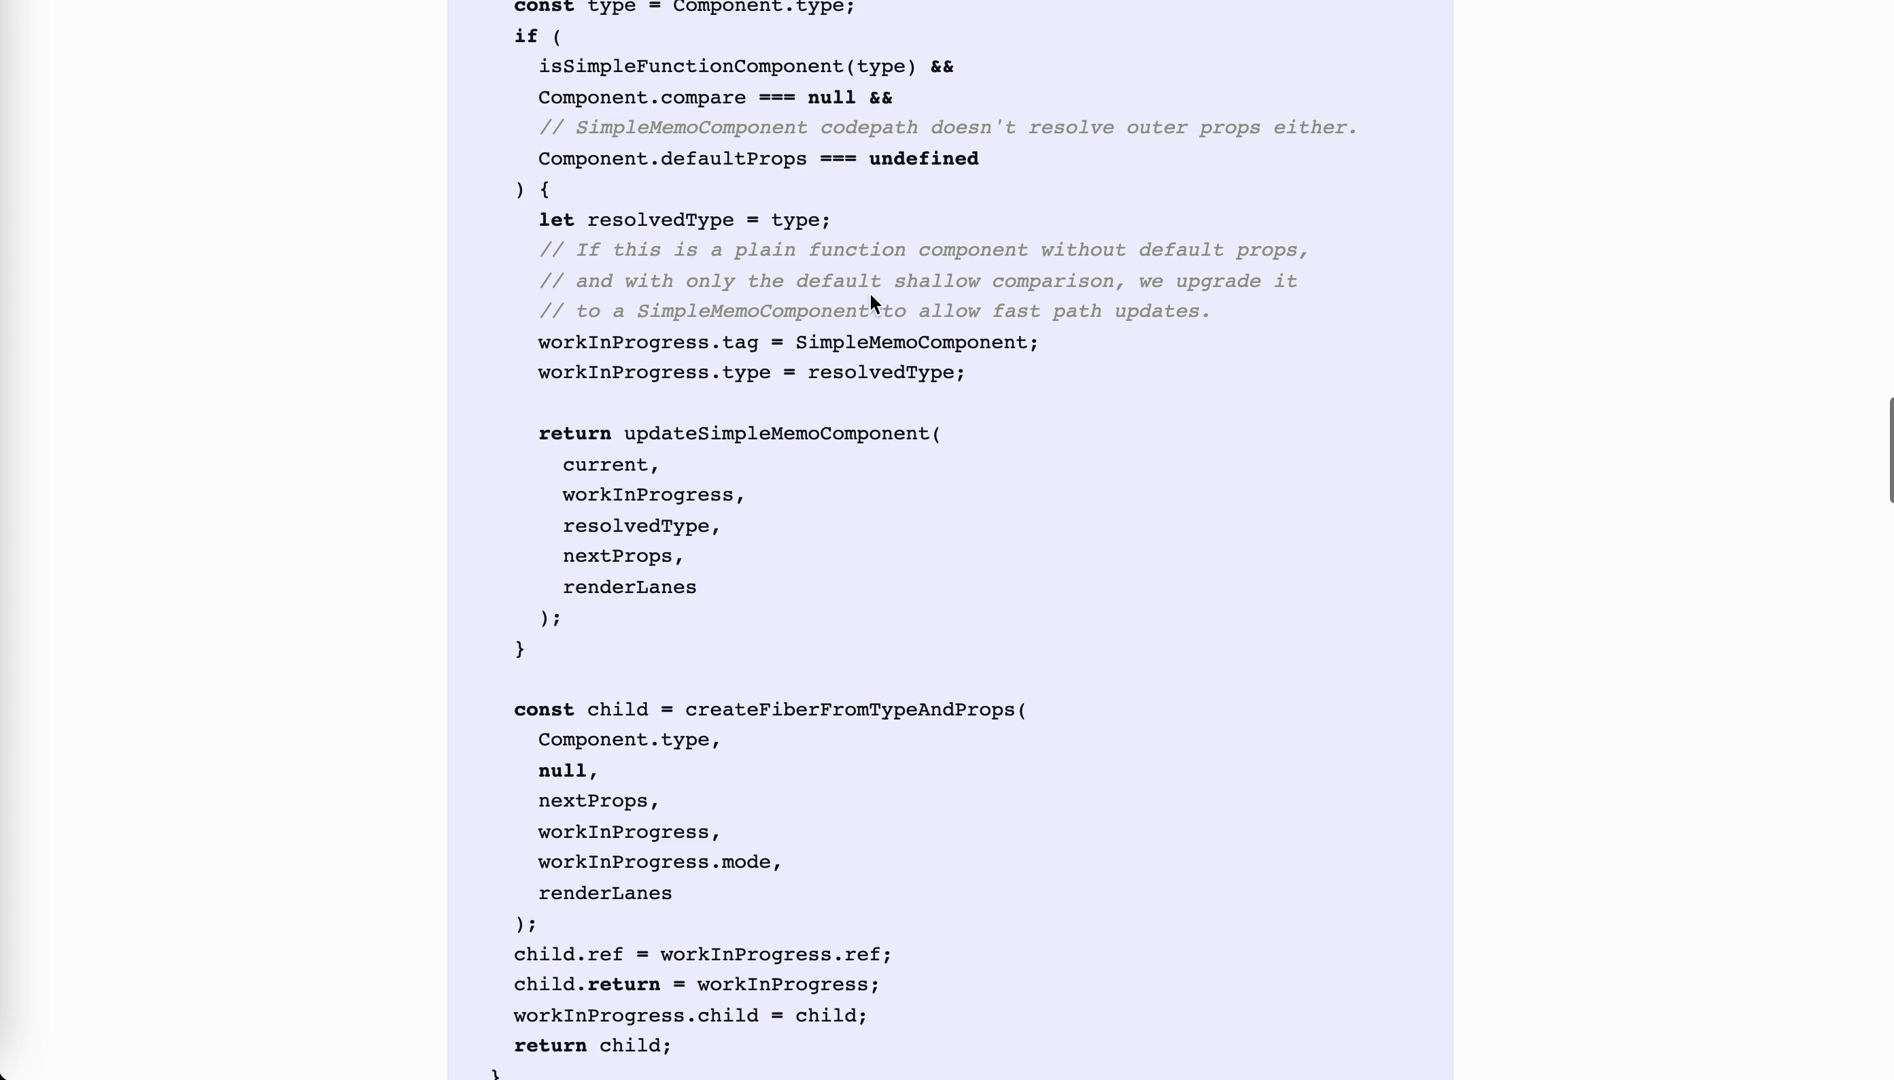 const type = Component.type;
if (
isSimpleFunctionComponent(type) &&
Component.compare === null &&
// SimpleMemoComponent codepath doesn't resolve outer props either.
Component.defaultProps === undefined
) {
let resolvedType = type;
// If this is a plain function component without default props,
// and with only the default shallow comparison, we upgrade it
// to a SimpleMemoComponent to allow fast path updates.
workInProgress.tag = SimpleMemoComponent;
workInProgress.type = resolvedType;
return updateSimpleMemoComponent(
current,
workInProgress,
resolvedType,
nextProps,
renderLanes
);
}
const child = createFiberFromTypeAndProps(
Component.type,
null,
nextProps,
workInProgress,
workInProgress.mode,
renderLanes
);
child.ref = workInProgress.ref;
child.return = workInProgress;
workInProgress.child = child;
return child;
}